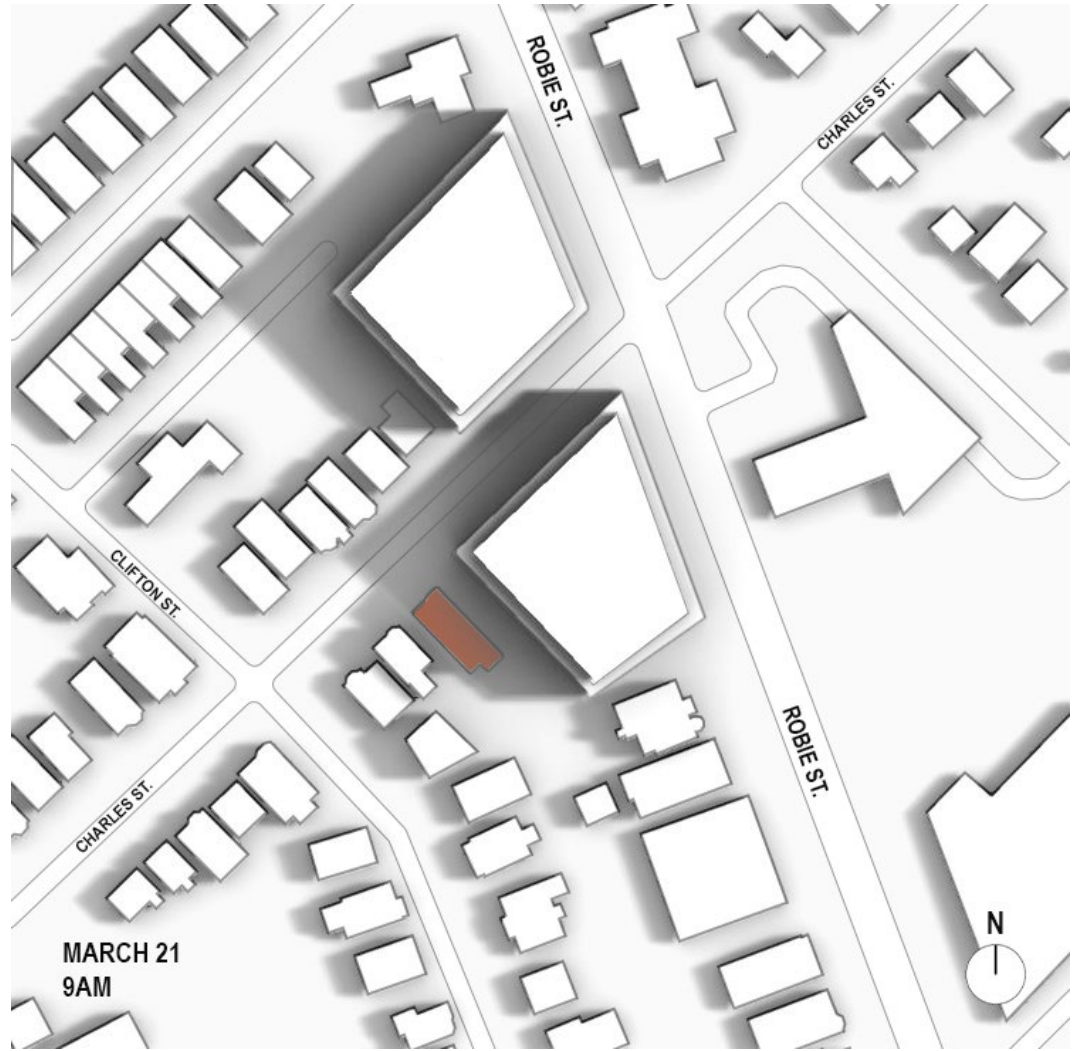 ROBIE ST.
CHARLES ST.
CLIFTON ST.
ROBIE ST.
CHARLES ST.
MARCH 21
9AM
N